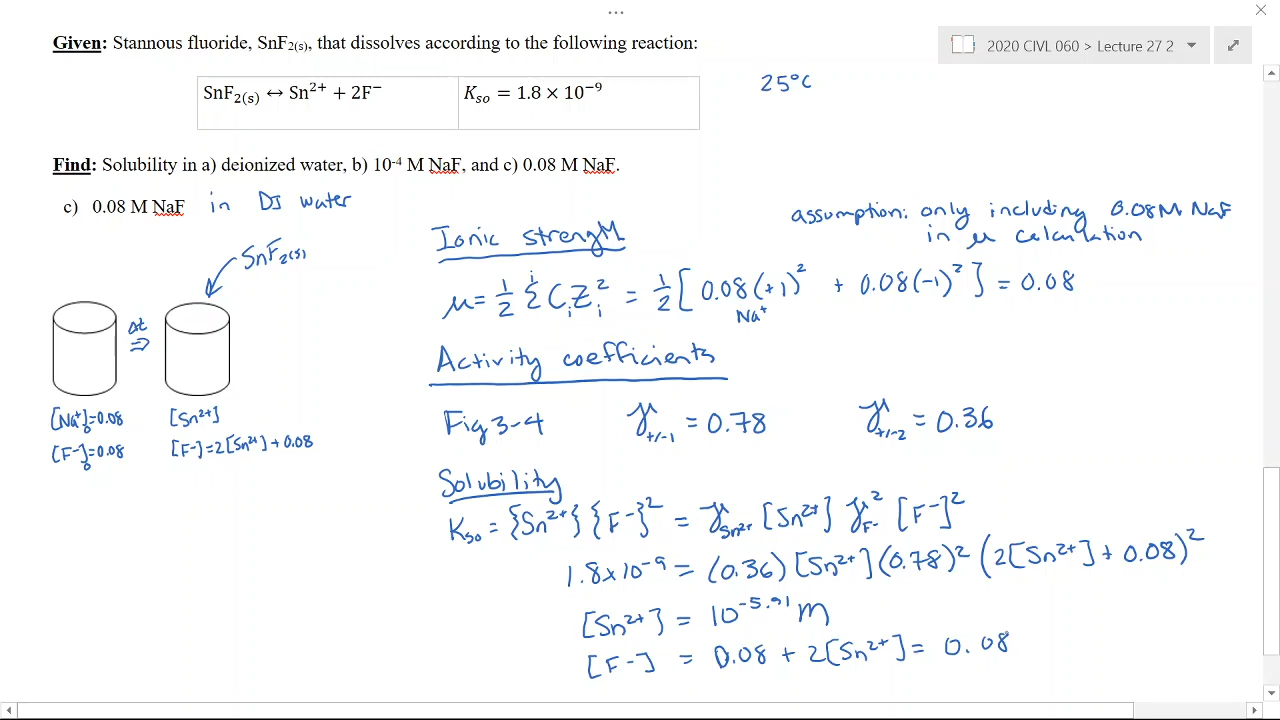 ...
2020 CIVL 060 > Lecture 27 2
Given: Stannous fluoride, SnF₂₍ₛ₎, that dissolves according to the following reaction:
25°C
SnF₂₍ₛ₎ ↔ Sn²⁺ + 2F⁻ Kₛₒ = 1.8 × 10⁻⁹
Find: Solubility in a) deionized water, b) 10⁻⁴ M NaF, and c) 0.08 M NaF.
c) 0.08 M NaF in DI water
assumption: only including 0.08M NaF
in μ calculation
Ionic strength
SnF₂₍ₛ₎
μ = 1/2 Σⁱ CᵢZᵢ² = 1/2 [0.08(+1)² + 0.08(-1)²] = 0.08
Na⁺
Δt
⇒
Activity coefficients
Fig 3-4 γ₊/₋₁ = 0.78 γ₊/₋₂ = 0.36
[Na⁺]₀=0.08 [Sn²⁺]
[F⁻]₀=0.08 [F⁻]=2[Sn²⁺]+0.08
Solubility
Kₛₒ = {Sn²⁺}{F⁻}² = γSn²⁺ [Sn²⁺] γF⁻² [F⁻]²
1.8x10⁻⁹ = (0.36)[Sn²⁺](0.78)²(2[Sn²⁺] + 0.08)²
[Sn²⁺] = 10⁻⁵·⁹¹ M
[F⁻] = 0.08 + 2[Sn²⁺] = 0.08